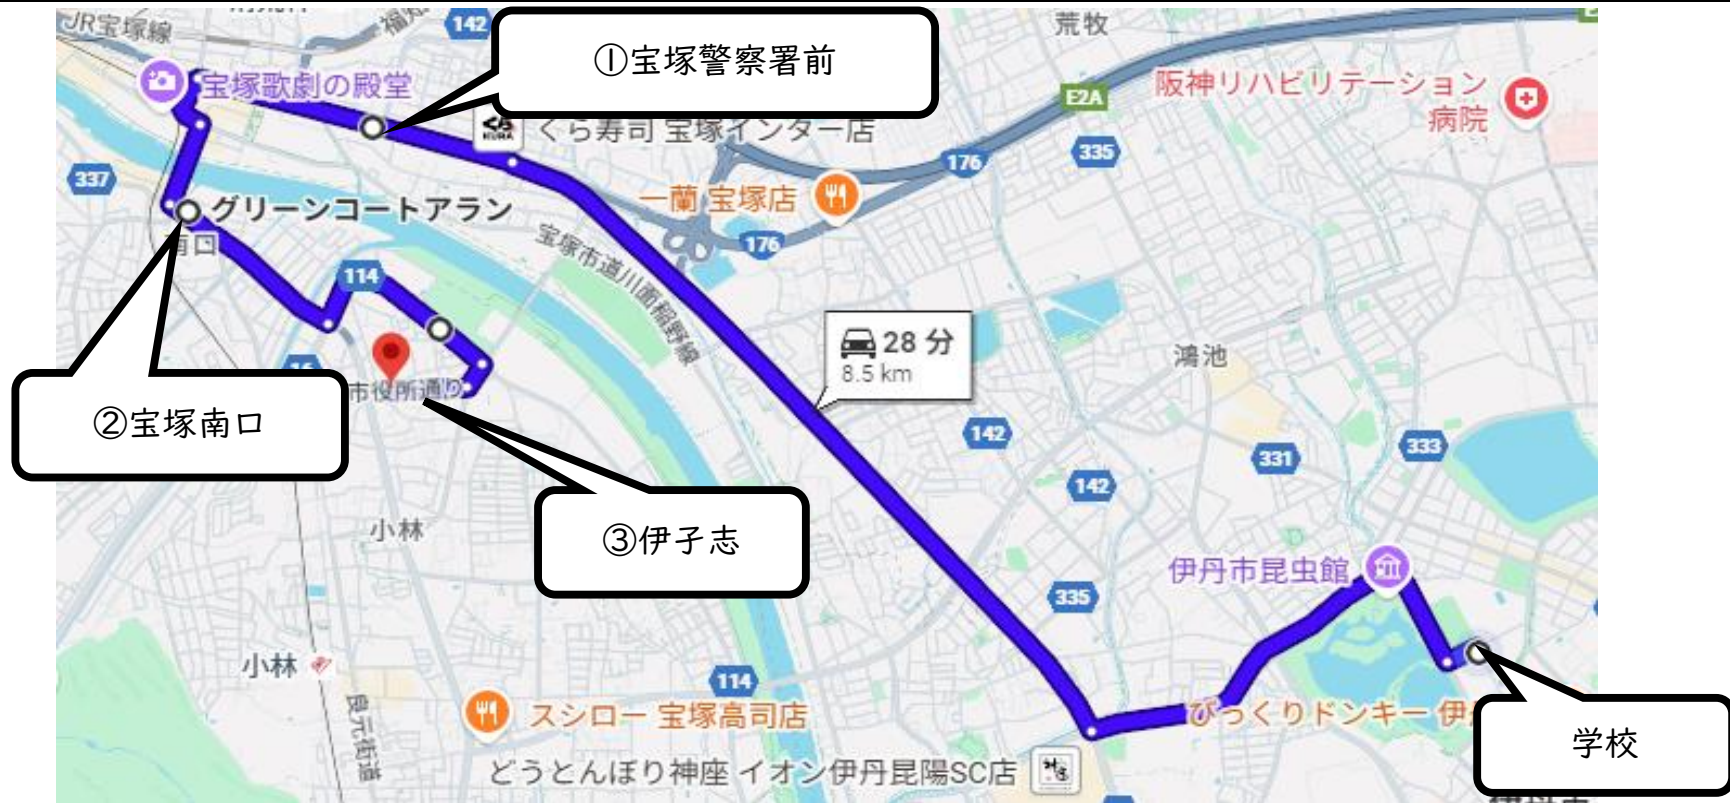 JR宝塚線
142
①宝塚警察署前
荒牧
宝塚歌劇の殿堂
E2A
阪神リハビリテーション
病院
くら寿司 宝塚インター店
337
176
335
一蘭 宝塚店
グリーンコートアラン
南口
176
宝塚市道川面稲野線
114
28 分
8.5 km
鴻池
16
市役所通り
②宝塚南口
142
331
333
142
③伊子志
小林
伊丹市昆虫館
335
小林
114
良元街道
スシロー 宝塚高司店
びっくりドンキー 伊
学校
どうとんぼり神座 イオン伊丹昆陽SC店